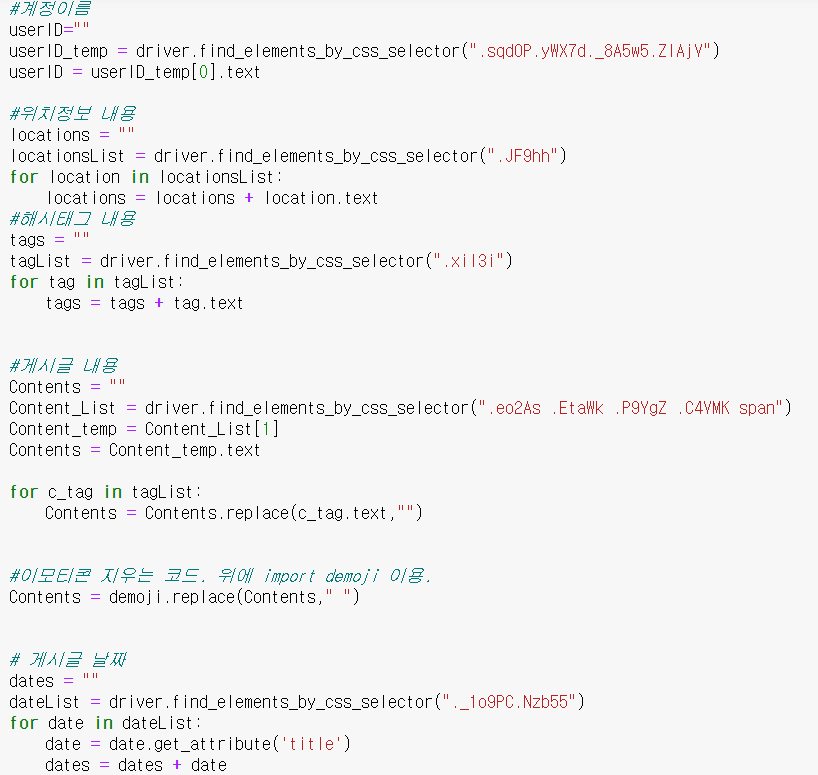 #계정이름
userID=""
userID_temp = driver.find_elements_by_css_selector(".sqdOP.yWX7d._8A5w5.ZIAjV")
userID = userID_temp[0].text
#위치정보 내용
locations = ""
locationsList = driver.find_elements_by_css_selector(".JF9hh")
for location in locationsList:
    locations = locations + location.text
#해시태그 내용
tags = ""
tagList = driver.find_elements_by_css_selector(".xil3i")
for tag in tagList:
    tags = tags + tag.text
#게시글 내용
Contents = ""
Content_List = driver.find_elements_by_css_selector(".eo2As .EtaWk .P9YgZ .C4VMK span")
Content_temp = Content_List[1]
Contents = Content_temp.text
for c_tag in tagList:
    Contents = Contents.replace(c_tag.text,"")
#이모티콘 지우는 코드. 위에 import demoji 이용.
Contents = demoji.replace(Contents," ")
# 게시글 날짜
dates = ""
dateList = driver.find_elements_by_css_selector("._1o9PC.Nzb55")
for date in dateList:
    date = date.get_attribute('title')
    dates = dates + date